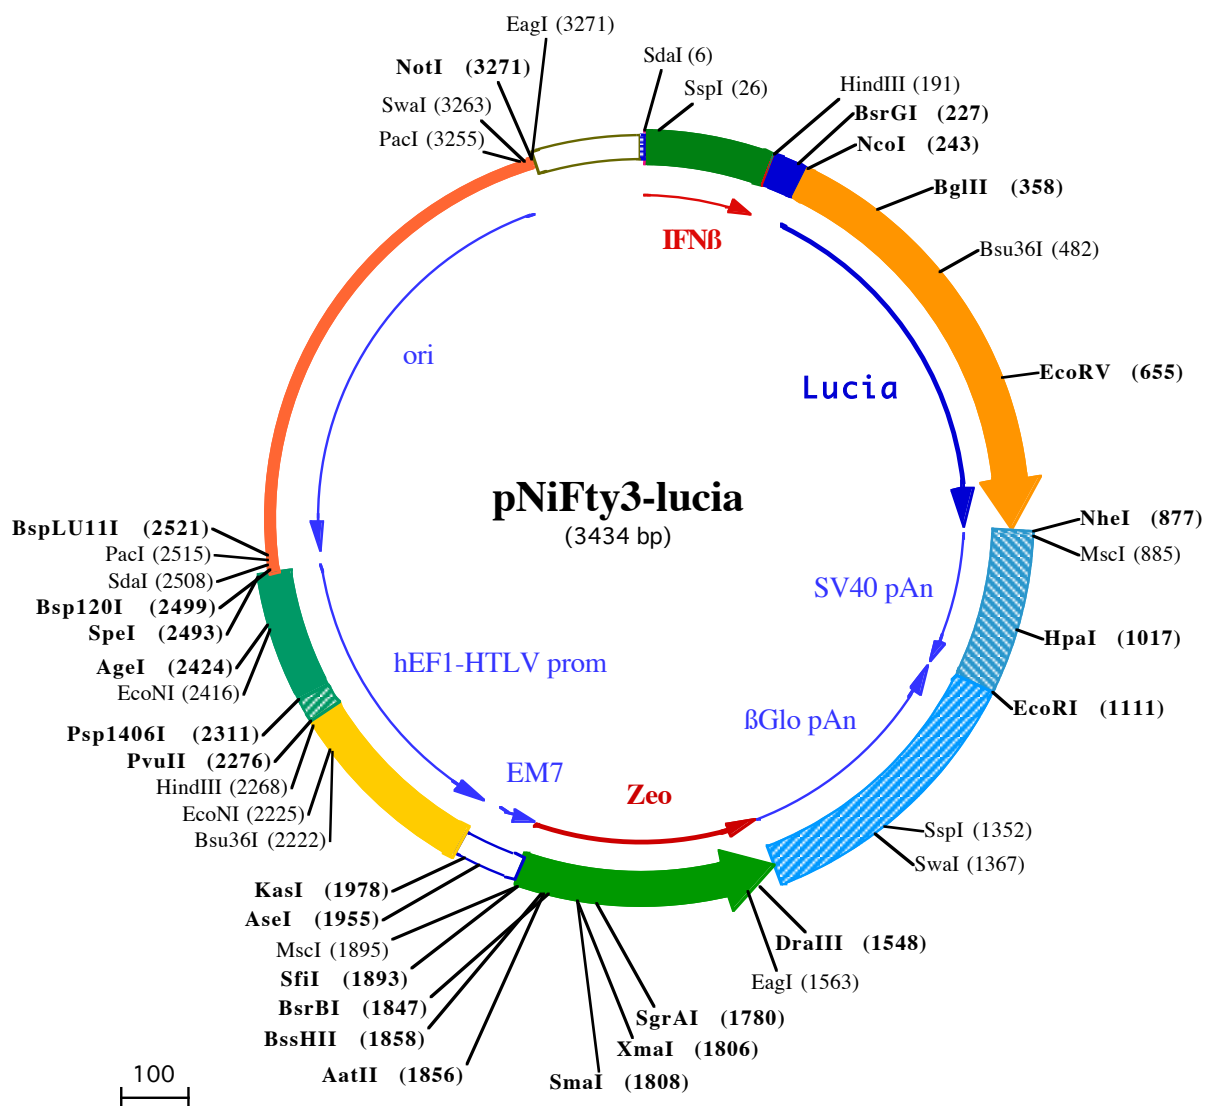 EagI (3271)
NotI (3271)
SwaI (3263)
PacI (3255)
SdaI (6)
SspI (26)
HindIII (191)
BsrGI (227)
NcoI (243)
BglII (358)
Bsu36I (482)
EcoRV (655)
NheI (877)
MscI (885)
HpaI (1017)
EcoRI (1111)
SspI (1352)
SwaI (1367)
DraIII (1548)
EagI (1563)
SgrAI (1780)
XmaI (1806)
SmaI (1808)
AatII (1856)
BssHII (1858)
BsrBI (1847)
SfiI (1893)
MscI (1895)
AseI (1955)
KasI (1978)
Bsu36I (2222)
EcoNI (2225)
HindIII (2268)
PvuII (2276)
Psp1406I (2311)
EcoNI (2416)
AgeI (2424)
SpeI (2493)
Bsp120I (2499)
SdaI (2508)
PacI (2515)
BspLU11I (2521)
IFNß
ori
Lucia
pNiFty3-lucia
(3434 bp)
SV40 pAn
hEF1-HTLV prom
ßGlo pAn
EM7
Zeo
100